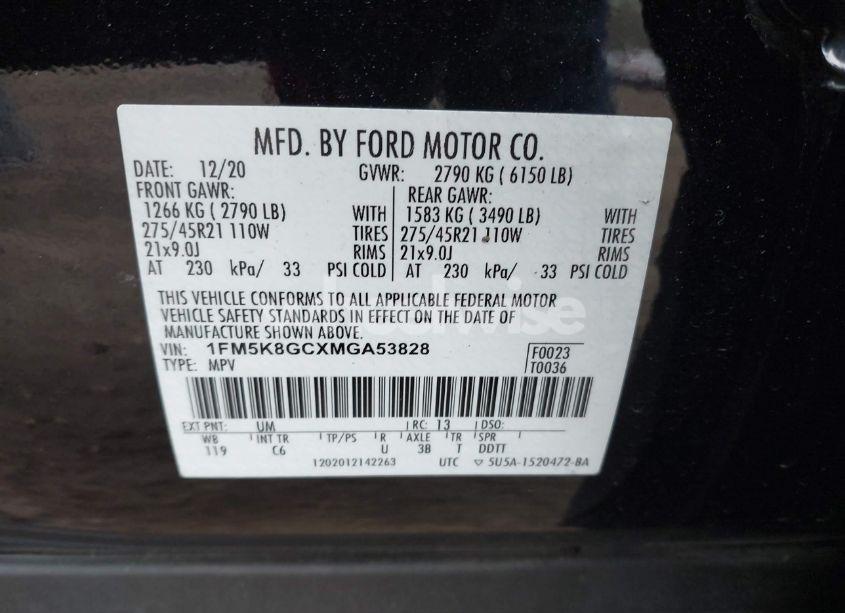 MFD. BY FORD MOTOR CO.
DATE: 12/20 GVWR: 2790 KG ( 6150 LB)
FRONT GAWR: REAR GAWR:
1266 KG ( 2790 LB) WITH 1583 KG ( 3490 LB) WITH
275/45R21 110W TIRES 275/45R21 110W TIRES
21x9.0J RIMS 21x9.0J RIMS
AT 230 kPa/ 33 PSI COLD AT 230 kPa/ 33 PSI COLD
THIS VEHICLE CONFORMS TO ALL APPLICABLE FEDERAL MOTOR
VEHICLE SAFETY STANDARDS IN EFFECT ON THE DATE OF
MANUFACTURE SHOWN ABOVE.
VIN: 1FM5K8GCXMGA53828 F0023
TYPE: MPV T0036
EXT PNT: UM RC: 13 DSO:
WB INT TR TP/PS R AXLE TR SPR
119 C6 U 3B T DDTT
1202012142263 UTC ▽ 5U5A-1520472-BA